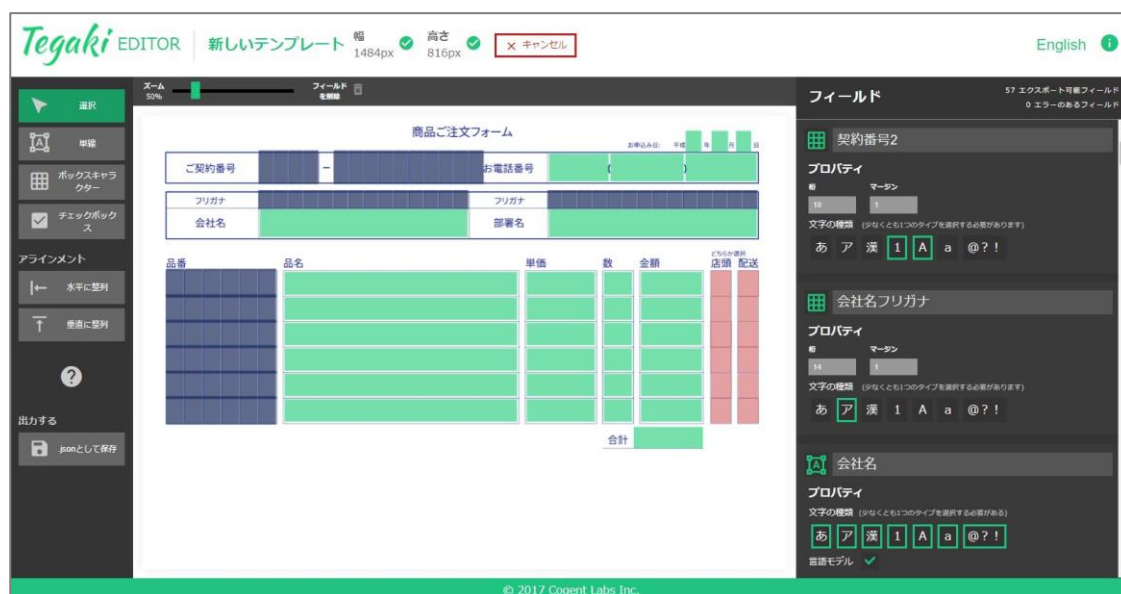 Tegaki EDITOR
新しいテンプレート
幅
1484px
高さ
816px
× キャンセル
English
選択
単線
ボックスキャラ
クター
チェックボック
ス
アラインメント
水平に整列
垂直に整列
?
出力する
jsonとして保存
ズーム
50%
フィールド
を削除
商品ご注文フォーム
お申込み日: 平成 年 月 日
ご契約番号 − お電話番号 ( )
フリガナ フリガナ
会社名 部署名
どちらか選択
品番 品名 単価 数 金額 店頭 配送
合計
フィールド
57 エクスポート可能フィールド
0 エラーのあるフィールド
契約番号2
プロパティ
桁 マージン
10 1
文字の種類 (少なくとも1つのタイプを選択する必要があります)
あ ア 漢 1 A a @?!
会社名フリガナ
プロパティ
桁 マージン
14 1
文字の種類 (少なくとも1つのタイプを選択する必要があります)
あ ア 漢 1 A a @?!
会社名
プロパティ
文字の種類 (少なくとも1つのタイプを選択する必要がある)
あ ア 漢 1 A a @?!
言語モデル
© 2017 Cogent Labs Inc.